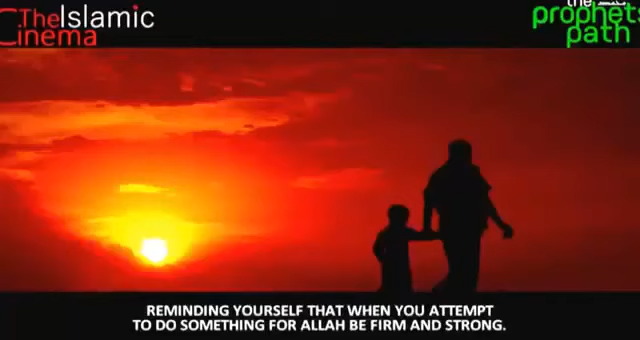 The Islamic
Cinema
the
prophets
path
REMINDING YOURSELF THAT WHEN YOU ATTEMPT
TO DO SOMETHING FOR ALLAH BE FIRM AND STRONG.